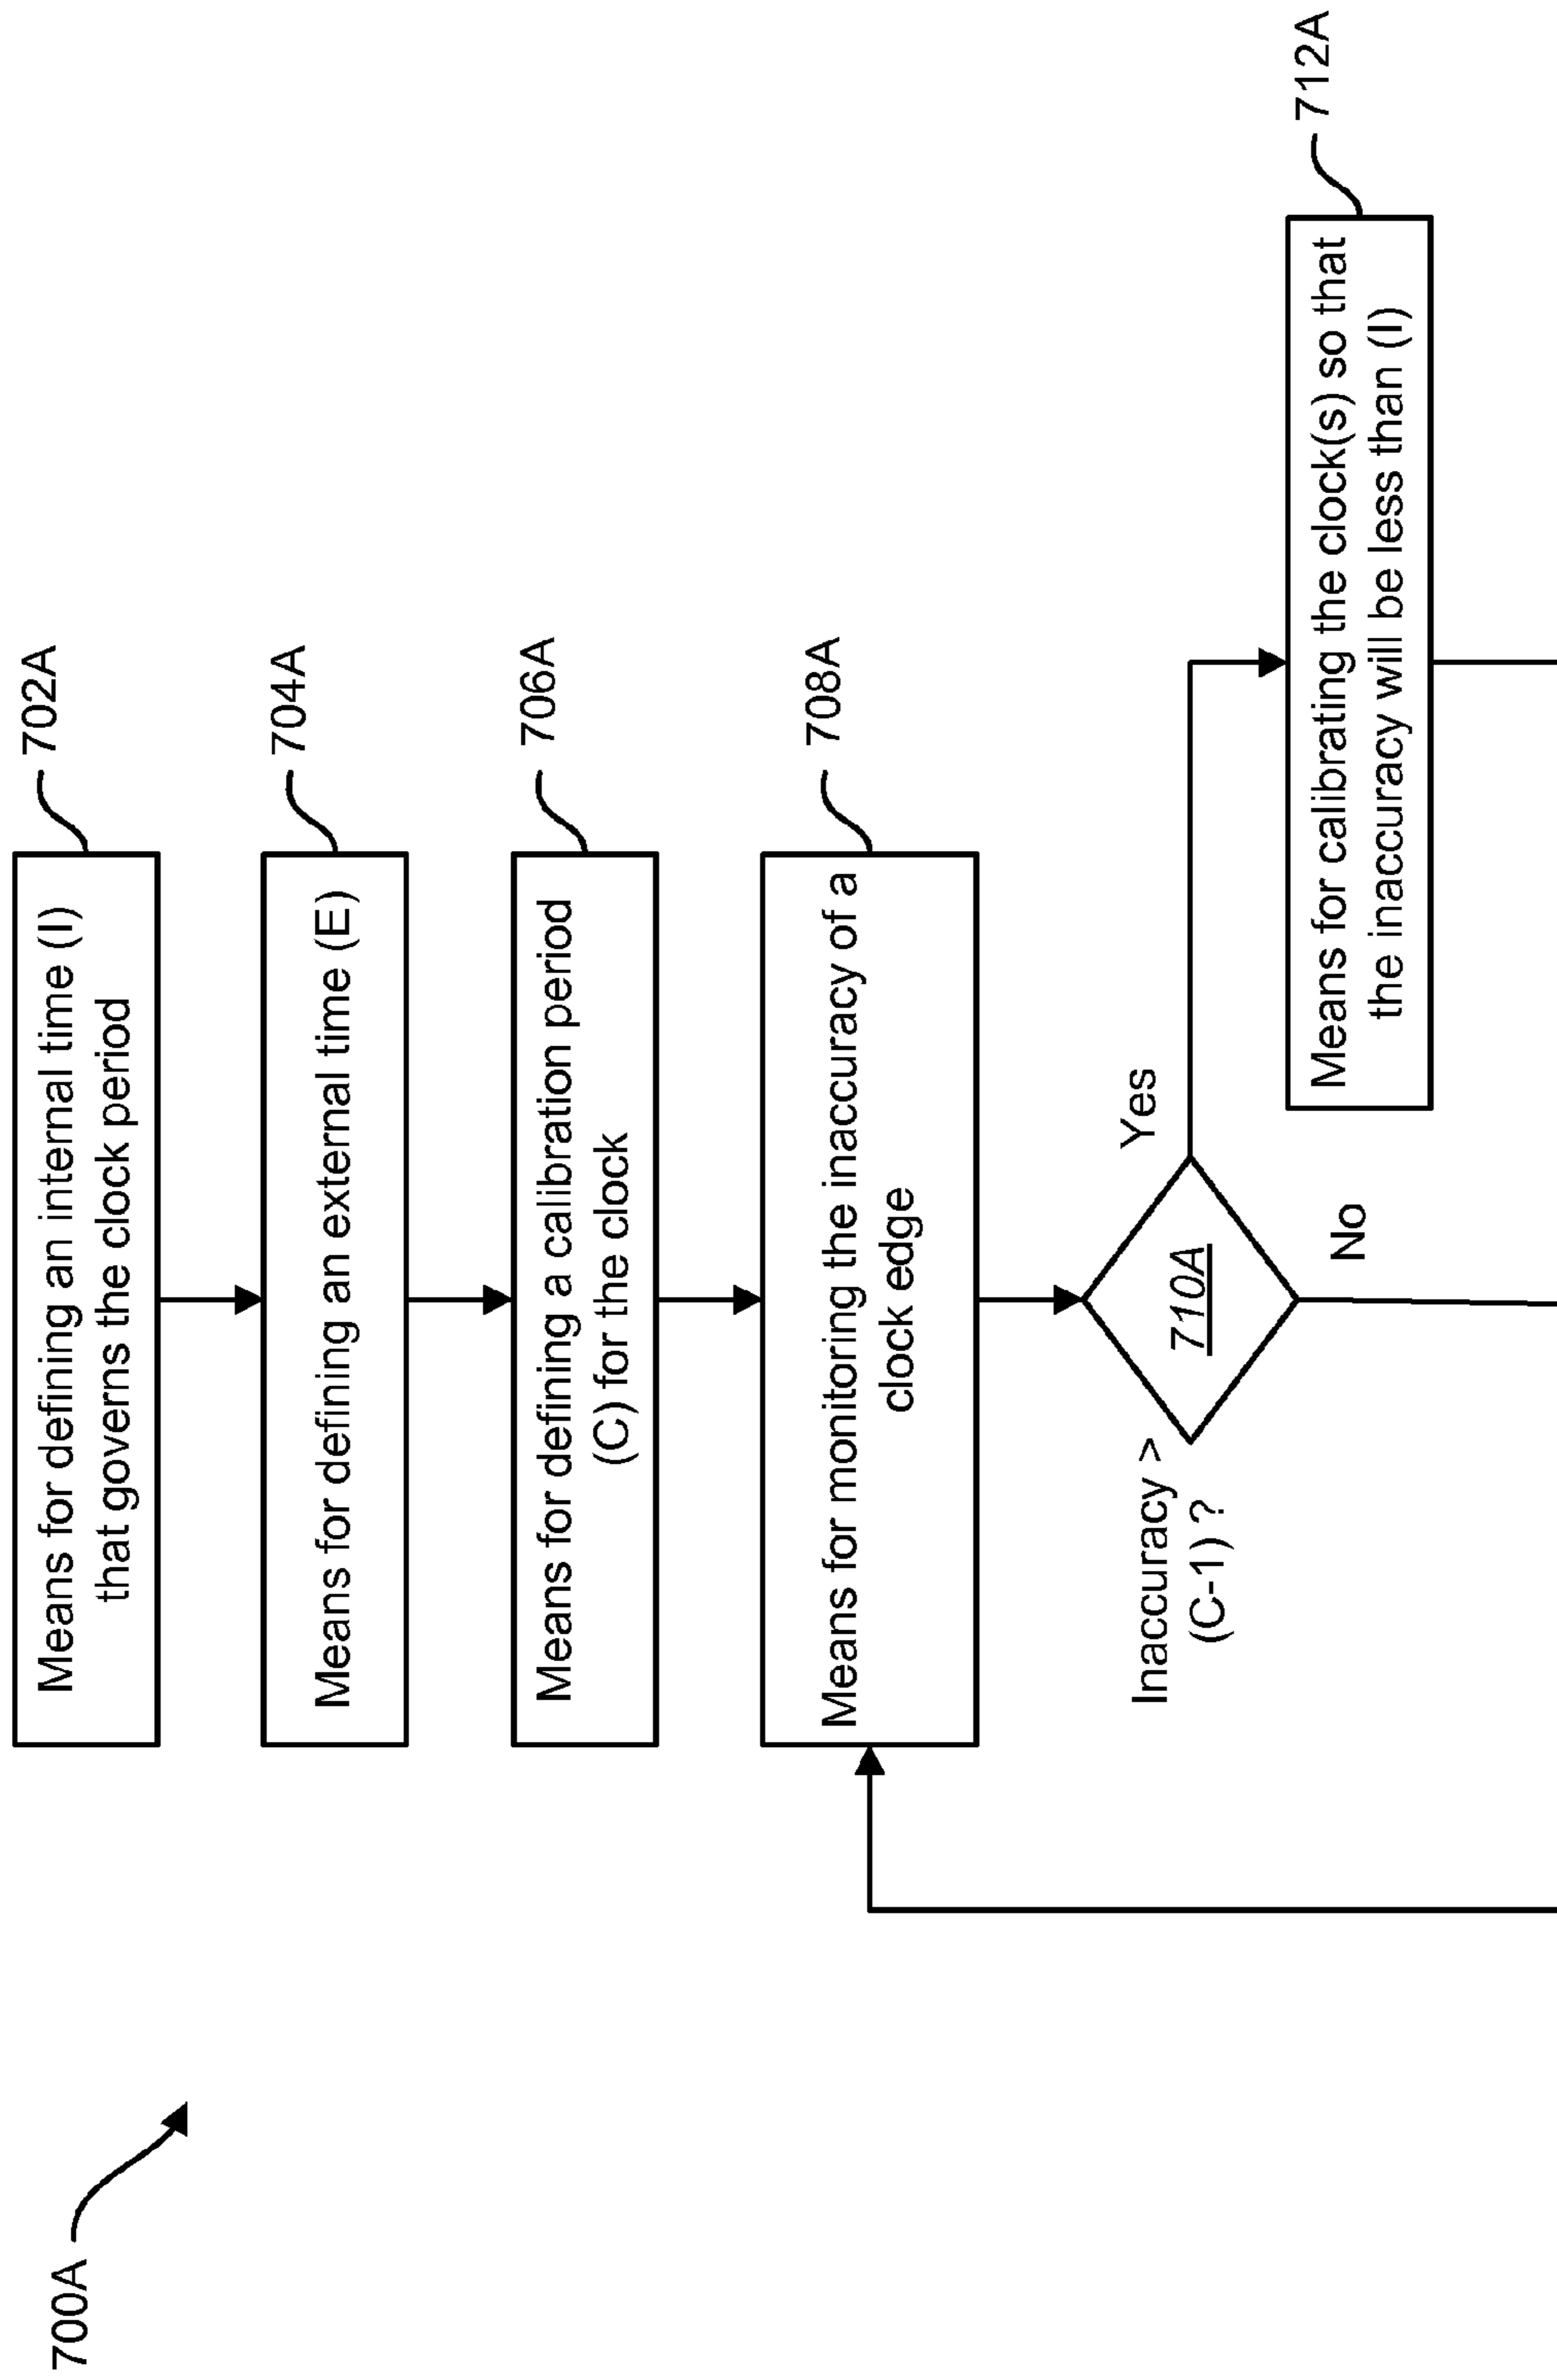 700A
Means for defining an internal time (I)
that governs the clock period
702A
Means for defining an external time (E)
704A
Means for defining a calibration period
(C) for the clock
706A
Means for monitoring the inaccuracy of a
clock edge
708A
Inaccuracy >
(C-1) ?
710A
Yes
No
Means for calibrating the clock(s) so that
the inaccuracy will be less than (I)
712A